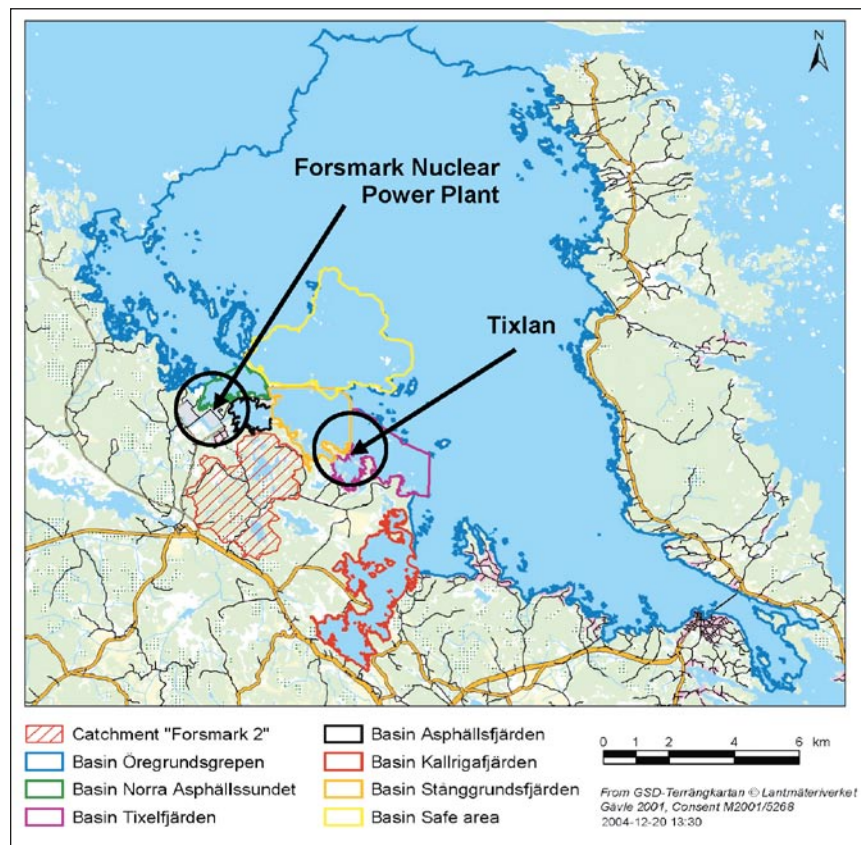 N
Forsmark Nuclear
Power Plant
Tixlan
Catchment "Forsmark 2"
Basin Öregrundsgrepen
Basin Norra Asphällssundet
Basin Tixelfjärden
Basin Asphällsfjärden
Basin Kallrigafjärden
Basin Stånggrundsfjärden
Basin Safe area
0 2 4 6 km
From GSD-Terrängkartan © Lantmäteriverket
Gävle 2001, Consent M2001/5268
2004-12-20 13:30